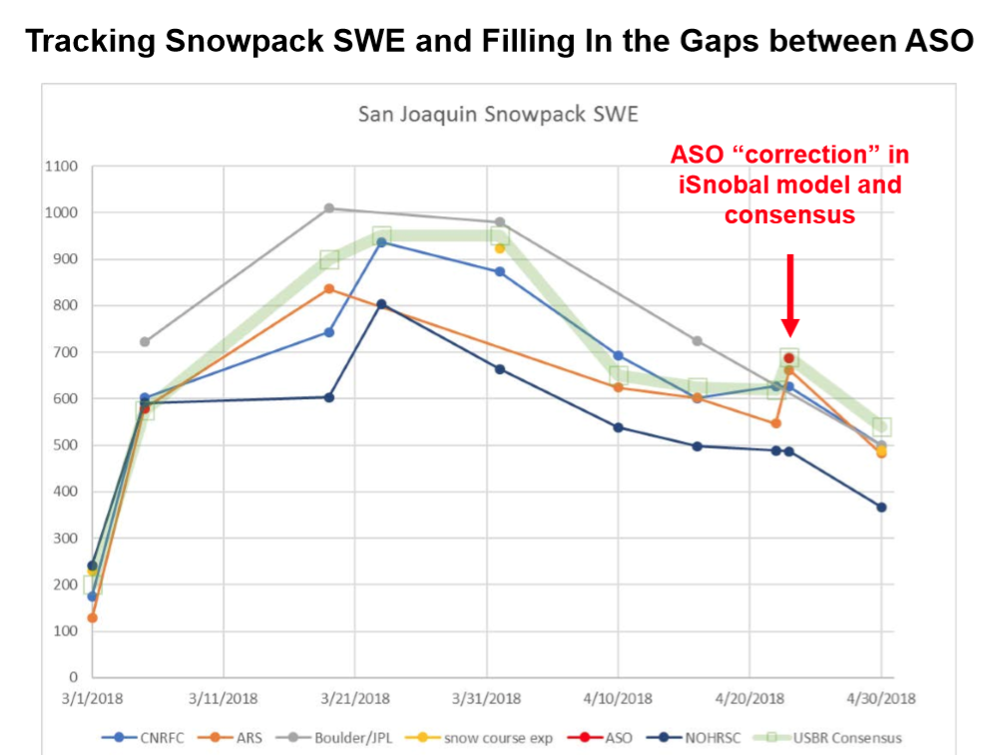 Tracking Snowpack SWE and Filling In the Gaps between ASO
San Joaquin Snowpack SWE
ASO “correction” in
iSnobal model and
consensus
1100
1000
900
800
700
600
500
400
300
200
100
0
3/1/2018 3/11/2018 3/21/2018 3/31/2018 4/10/2018 4/20/2018 4/30/2018
CNRFC ARS Boulder/JPL snow course exp ASO NOHRSC USBR Consensus